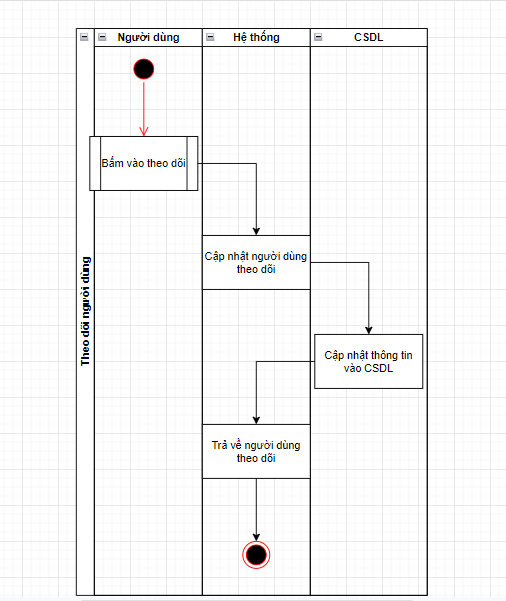 Người dùng
Hệ thống
CSDL
Theo dõi người dùng
Bấm vào theo dõi
Cập nhật người dùng
theo dõi
Cập nhật thông tin
vào CSDL
Trả về người dùng
theo dõi